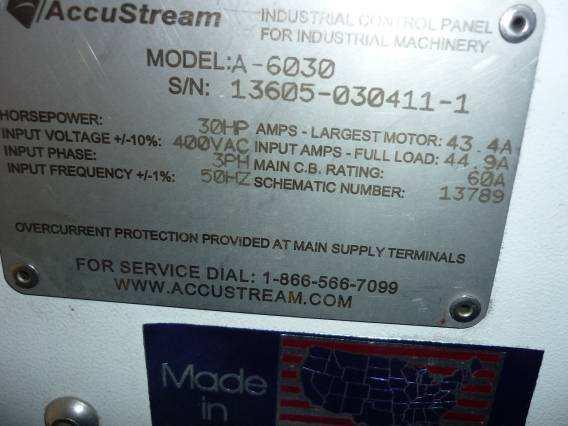 AccuStream
INDUSTRIAL CONTROL PANEL
FOR INDUSTRIAL MACHINERY
MODEL: A-6030
S/N: 13605-030411-1
HORSEPOWER: 30HP AMPS - LARGEST MOTOR: 43.4A
INPUT VOLTAGE +/-10%: 400VAC INPUT AMPS - FULL LOAD: 44.9A
INPUT PHASE: 3PH MAIN C.B. RATING: 60A
INPUT FREQUENCY +/-1%: 50HZ SCHEMATIC NUMBER: 13789
OVERCURRENT PROTECTION PROVIDED AT MAIN SUPPLY TERMINALS
FOR SERVICE DIAL: 1-866-566-7099
WWW.ACCUSTREAM.COM
Made
in